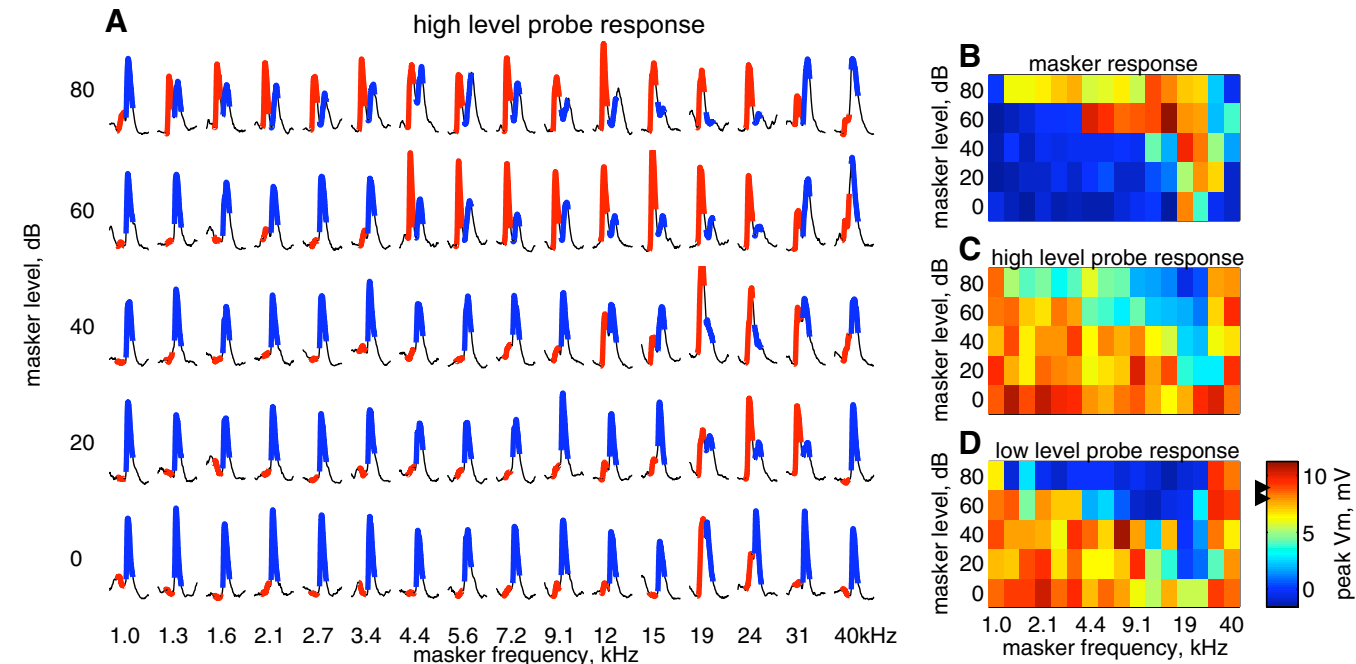 A
high level probe response
masker level, dB
80
60
40
20
0
1.0 1.3 1.6 2.1 2.7 3.4 4.4 5.6 7.2 9.1 12 15 19 24 31 40kHz
masker frequency, kHz
B
masker response
masker level, dB
80
60
40
20
0
C
high level probe response
masker level, dB
80
60
40
20
0
D
low level probe response
masker level, dB
80
60
40
20
0
1.0 2.1 4.4 9.1 19 40
masker frequency, kHz
10
5
0
peak Vm, mV